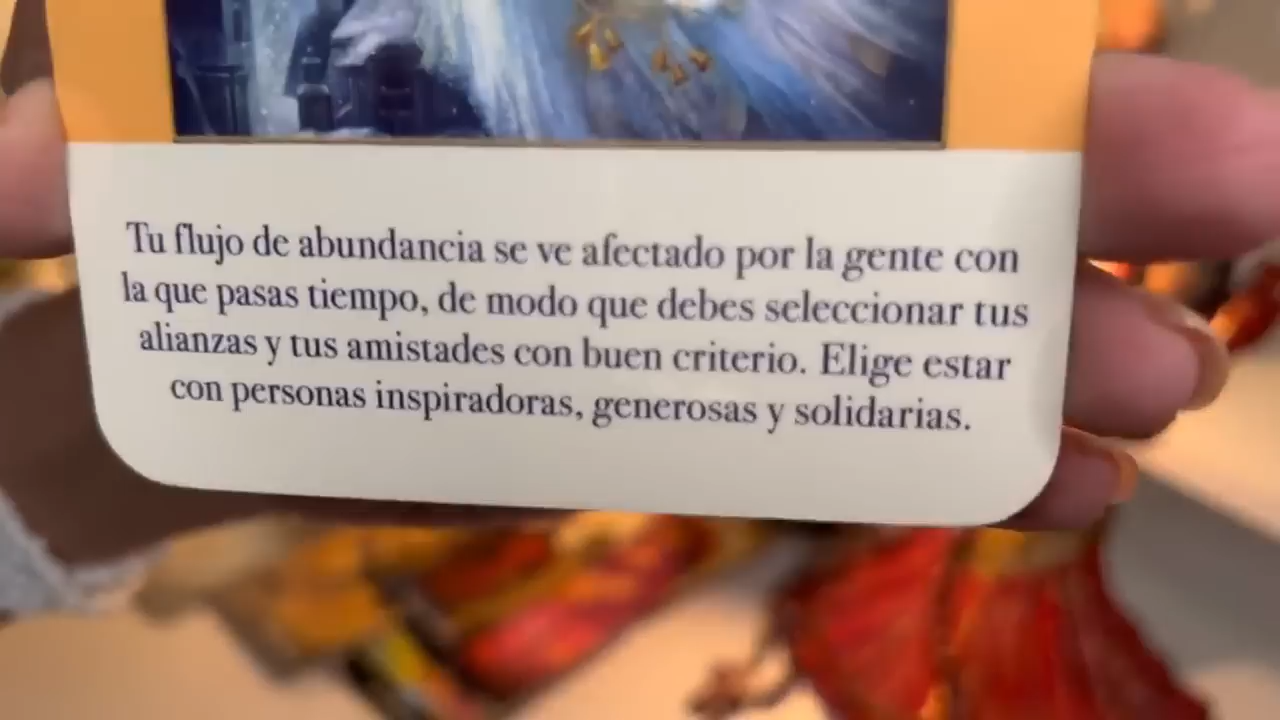 Tu flujo de abundancia se ve afectado por la gente con
la que pasas tiempo, de modo que debes seleccionar tus
alianzas y tus amistades con buen criterio. Elige estar
con personas inspiradoras, generosas y solidarias.